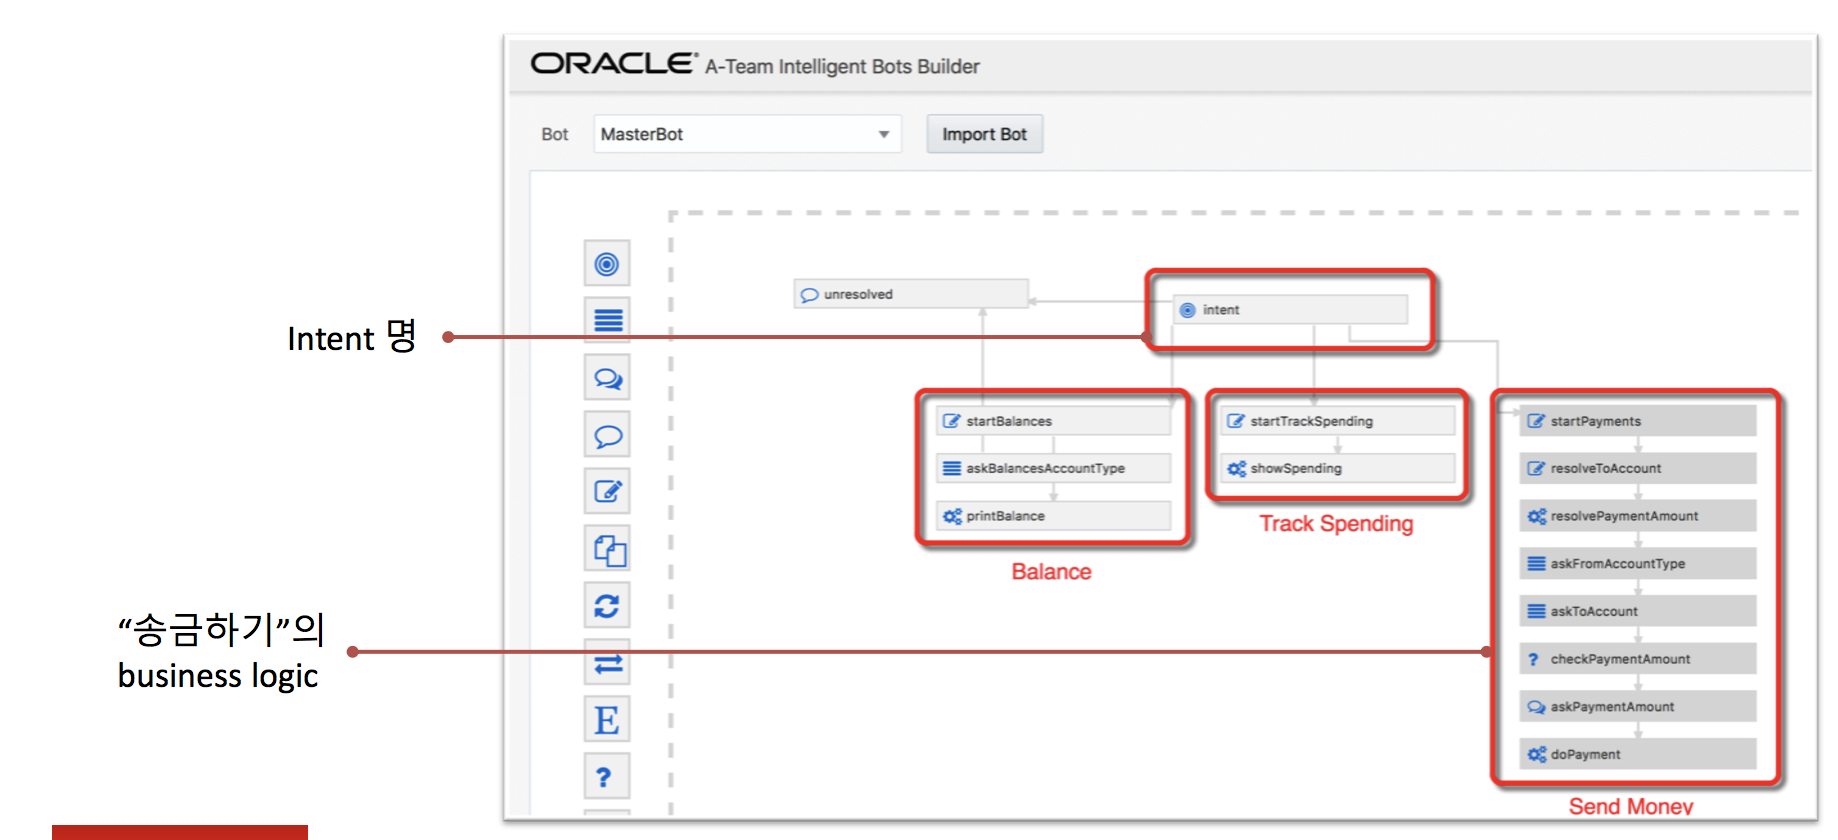 ORACLE® A-Team Intelligent Bots Builder
Bot MasterBot Import Bot
unresolved
intent
Intent 명
startBalances
askBalancesAccountType
printBalance
Balance
startTrackSpending
showSpending
Track Spending
startPayments
resolveToAccount
resolvePaymentAmount
askFromAccountType
askToAccount
? checkPaymentAmount
askPaymentAmount
doPayment
Send Money
“송금하기”의
business logic
E
?